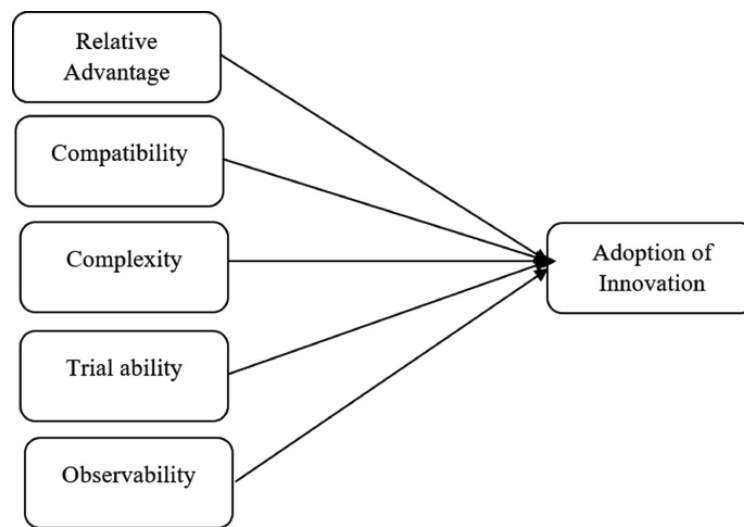 Relative
Advantage
Compatibility
Complexity
Adoption of
Innovation
Trial ability
Observability